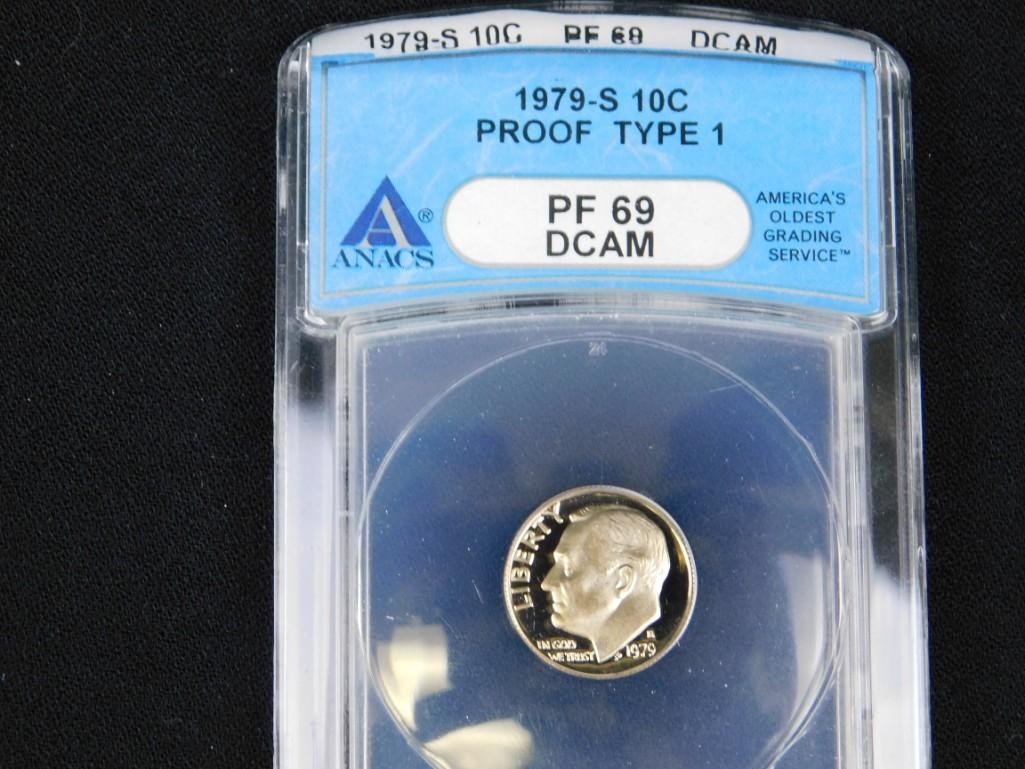 1979-S 10C PF 69 DCAM
1979-S 10C
PROOF TYPE 1
A®
ANACS
PF 69
DCAM
AMERICA'S
OLDEST
GRADING
SERVICE™
LIBERTY
IN GOD
WE TRUST
1979